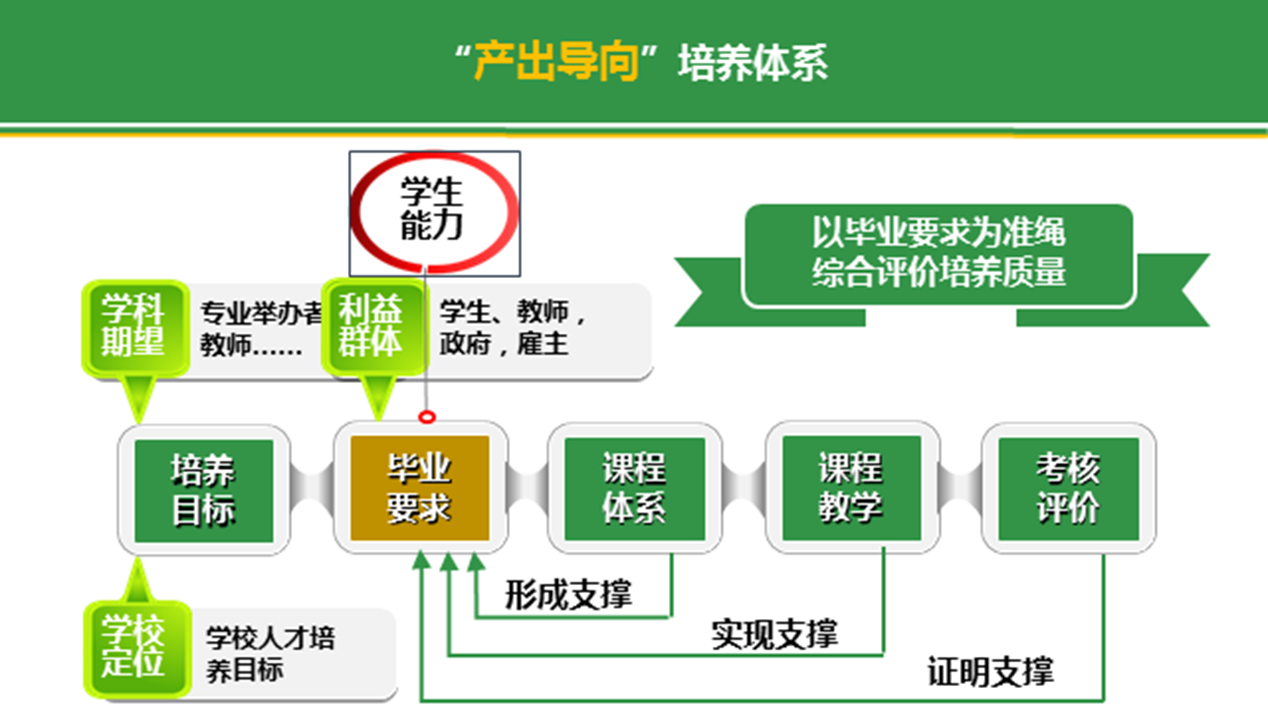 “产出导向”培养体系
学生
能力
以毕业要求为准绳
综合评价培养质量
学科
期望
专业举办者
教师……
利益
群体
学生、教师，
政府，雇主
培养
目标
毕业
要求
课程
体系
课程
教学
考核
评价
形成支撑
实现支撑
证明支撑
学校
定位
学校人才培
养目标